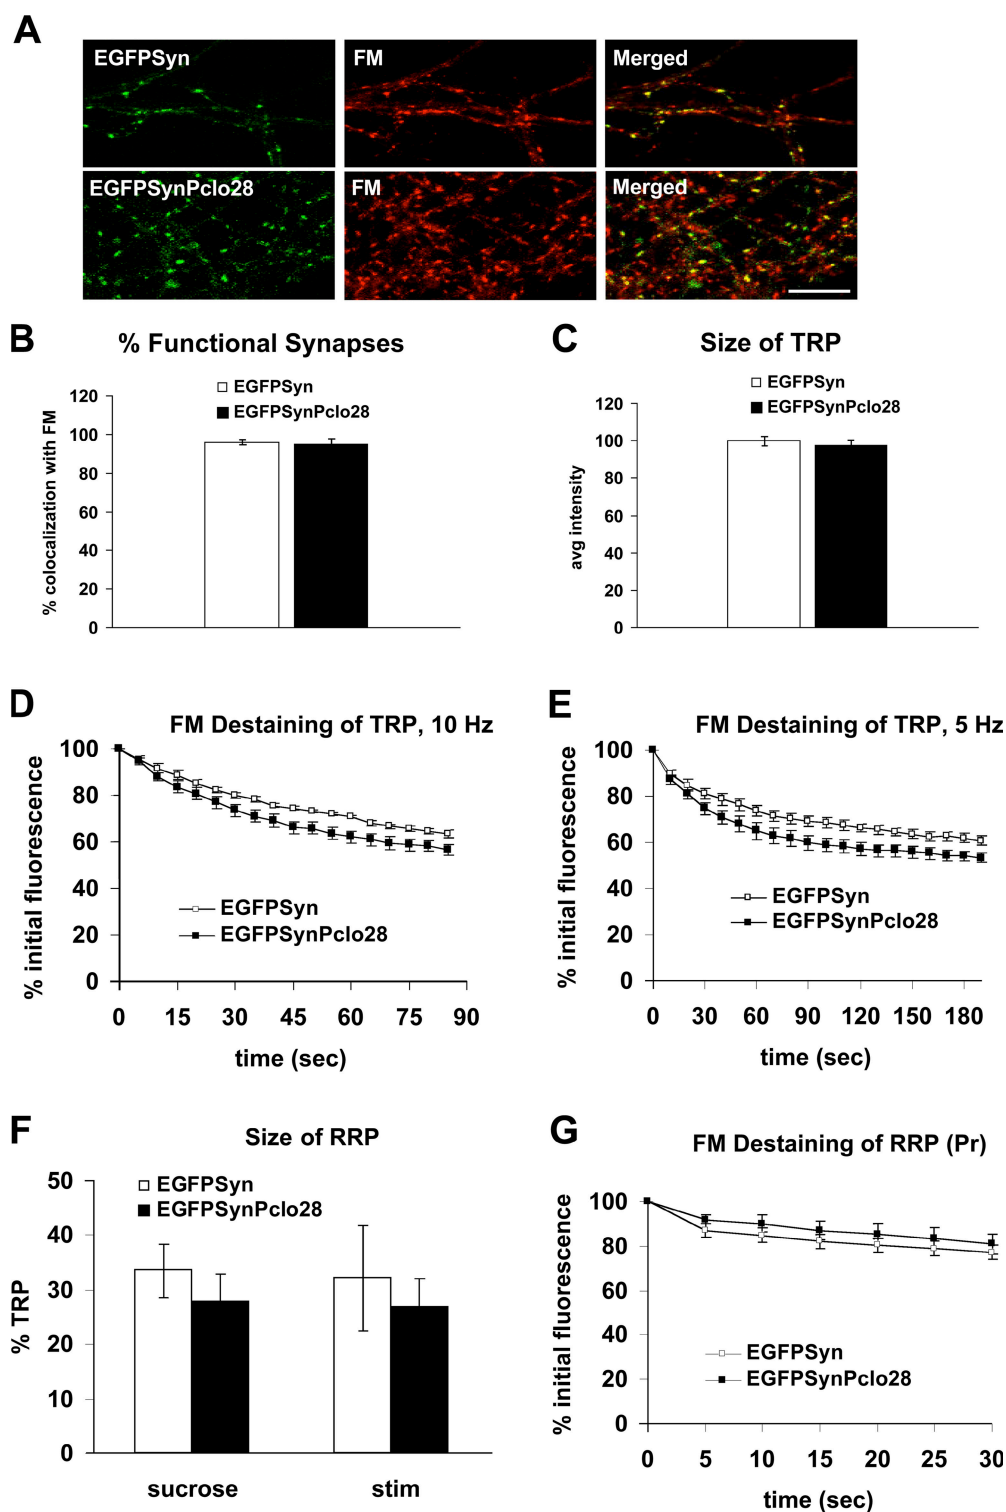 A
EGFPSyn
FM
Merged
EGFPSynPclo28
FM
Merged
B
% Functional Synapses
EGFPSyn
EGFPSynPclo28
% colocalization with FM
120
100
80
60
40
20
0
C
Size of TRP
EGFPSyn
EGFPSynPclo28
avg intensity
120
100
80
60
40
20
0
D
FM Destaining of TRP, 10 Hz
% initial fluorescence
100
80
60
40
20
0
EGFPSyn
EGFPSynPclo28
0 15 30 45 60 75 90
time (sec)
E
FM Destaining of TRP, 5 Hz
% initial fluorescence
100
80
60
40
20
0
EGFPSyn
EGFPSynPclo28
0 30 60 90 120 150 180
time (sec)
F
Size of RRP
EGFPSyn
EGFPSynPclo28
% TRP
50
40
30
20
10
0
sucrose stim
G
FM Destaining of RRP (Pr)
% initial fluorescence
100
80
60
40
20
0
EGFPSyn
EGFPSynPclo28
0 5 10 15 20 25 30
time (sec)